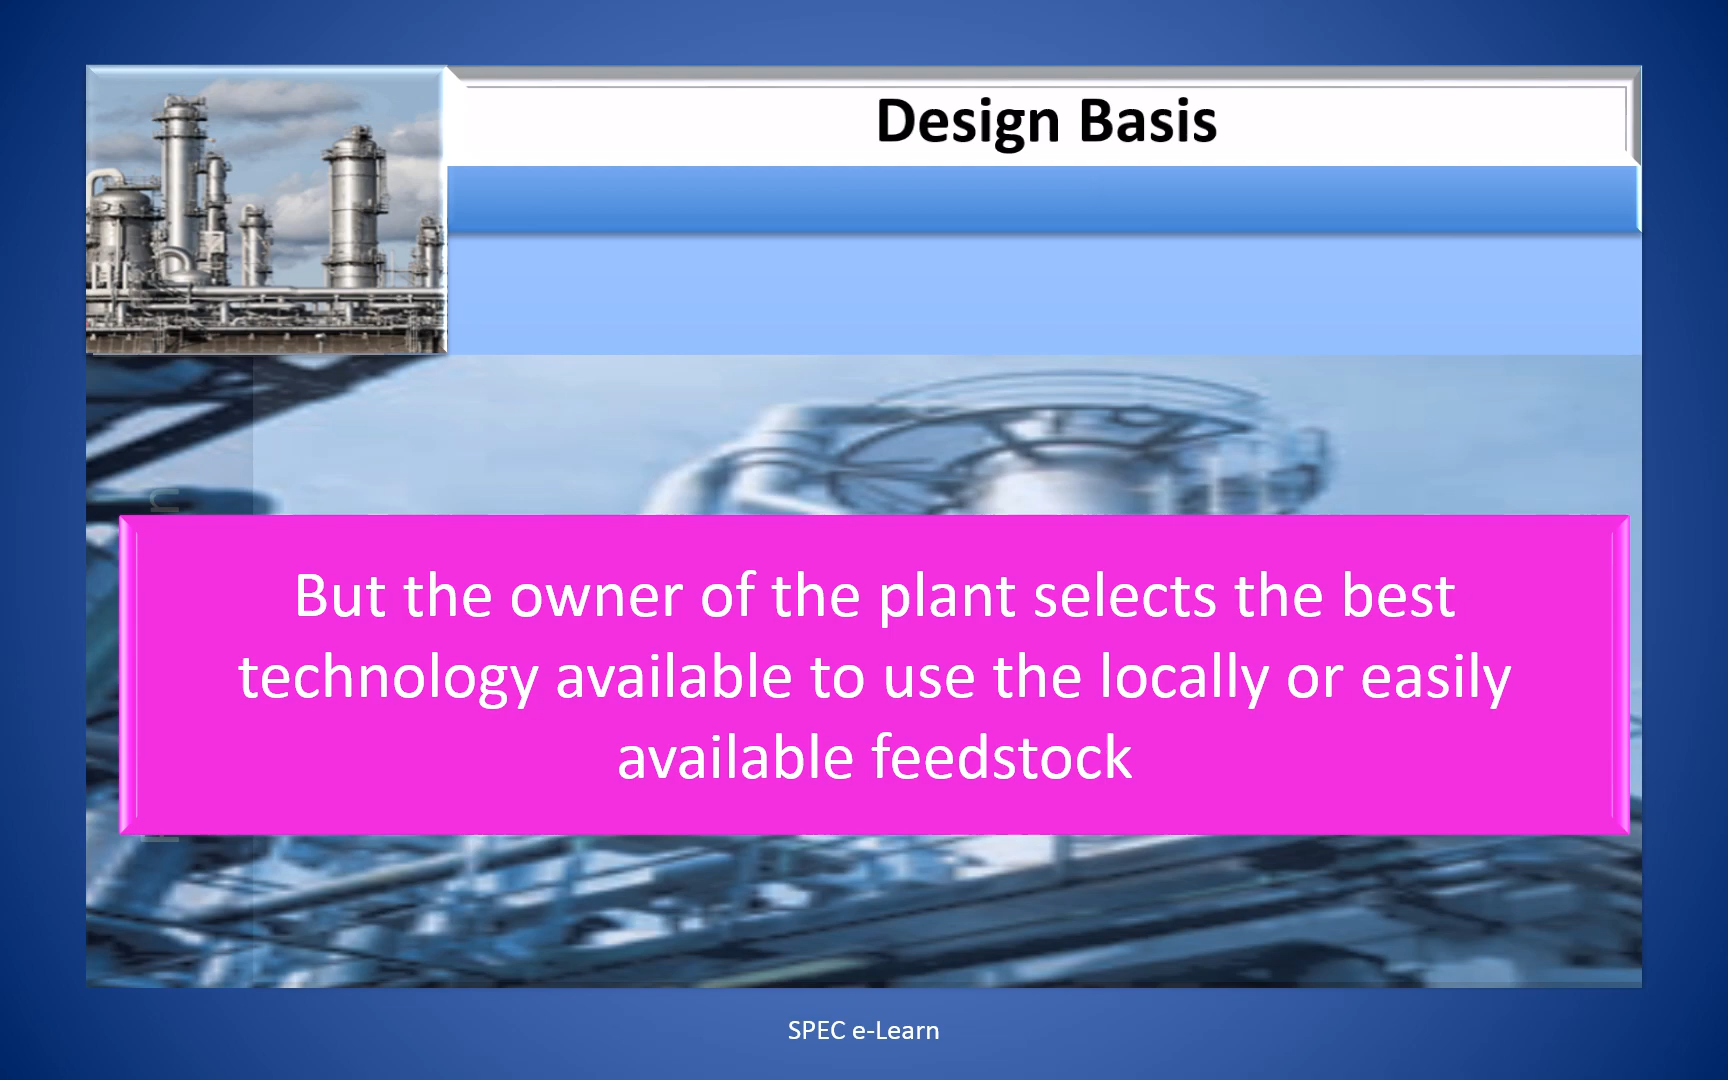 Design Basis
But the owner of the plant selects the best
technology available to use the locally or easily
available feedstock
SPEC e-Learn